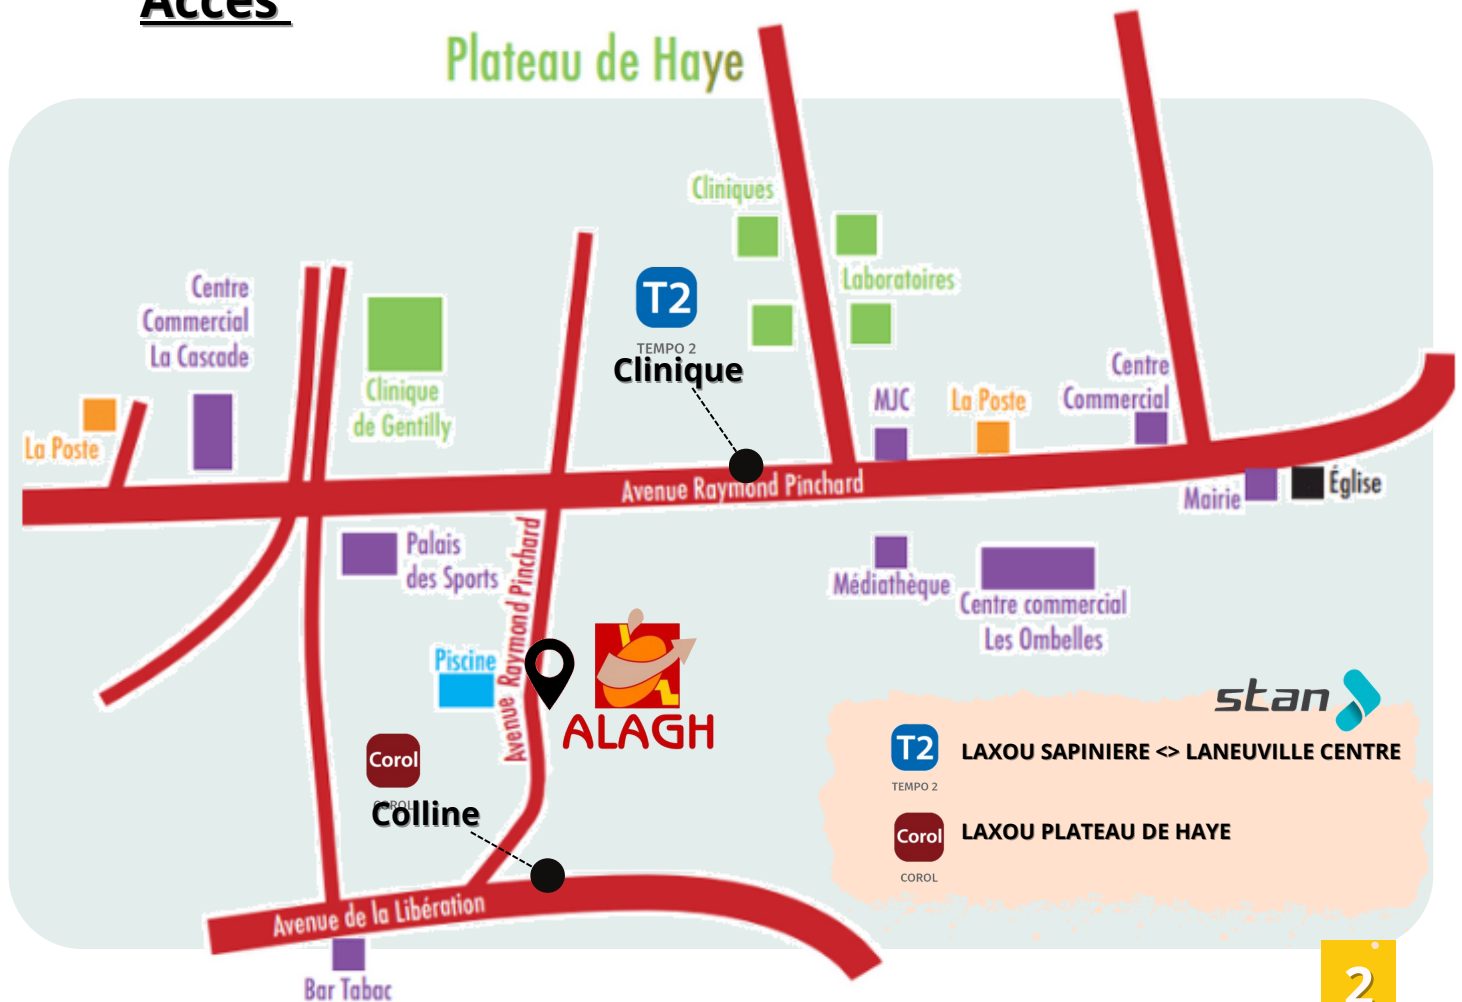 Accès
Plateau de Haye
Cliniques
Laboratoires
T2
TEMPO 2
Clinique
Centre
Commercial
La Cascade
La Poste
Clinique
de Gentilly
MJC
La Poste
Centre
Commercial
Avenue Raymond Pinchard
Mairie
Église
Palais
des Sports
Avenue Raymond Pinchard
Médiathèque
Centre commercial
Les Ombelles
Piscine
ALAGH
Corol
COROL
Colline
Avenue de la Libération
Bar Tabac
stan
T2
TEMPO 2
LAXOU SAPINIERE <> LANEUVILLE CENTRE
Corol
COROL
LAXOU PLATEAU DE HAYE
2